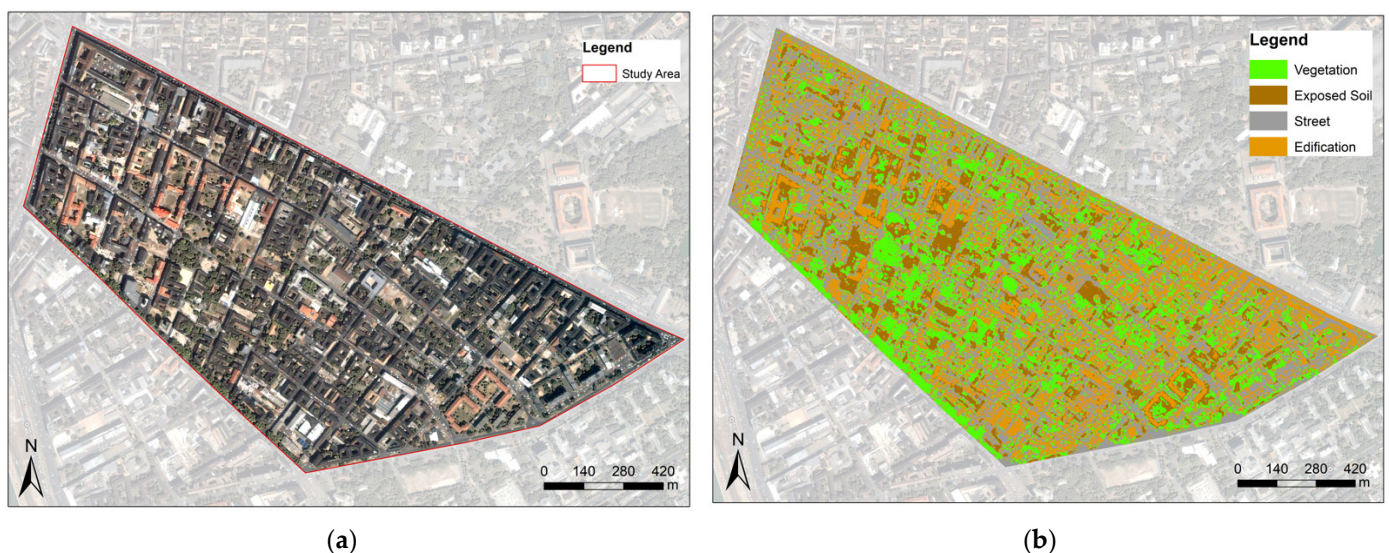 Legend
Study Area
N
0 140 280 420
m
(a)
Legend
Vegetation
Exposed Soil
Street
Edification
N
0 140 280 420
m
(b)